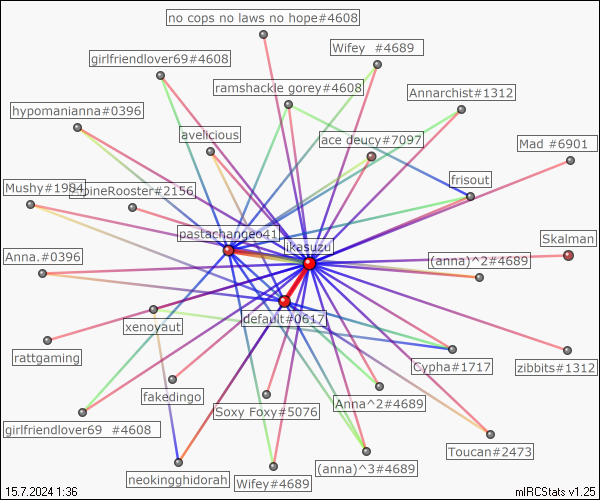 no cops no laws no hope#4608
Wifey  #4689
girlfriendlover69#4608
ramshackle gorey#4608
Annarchist#1312
hypomanianna#0396
avelicious
ace deucy#7097
Mad #6901
frisout
Mushy#1984
pineRooster#2156
pastachangeo41
ikasuzu
Skalman
(anna)^2#4689
Anna.#0396
default#0617
xenoyaut
rattgaming
Cypha#1717
zibbits#1312
fakedingo
Soxy Foxy#5076
Anna^2#4689
girlfriendlover69  #4608
Toucan#2473
neokingghidorah
Wifey#4689
(anna)^3#4689
15.7.2024 1:36
mIRCStats v1.25